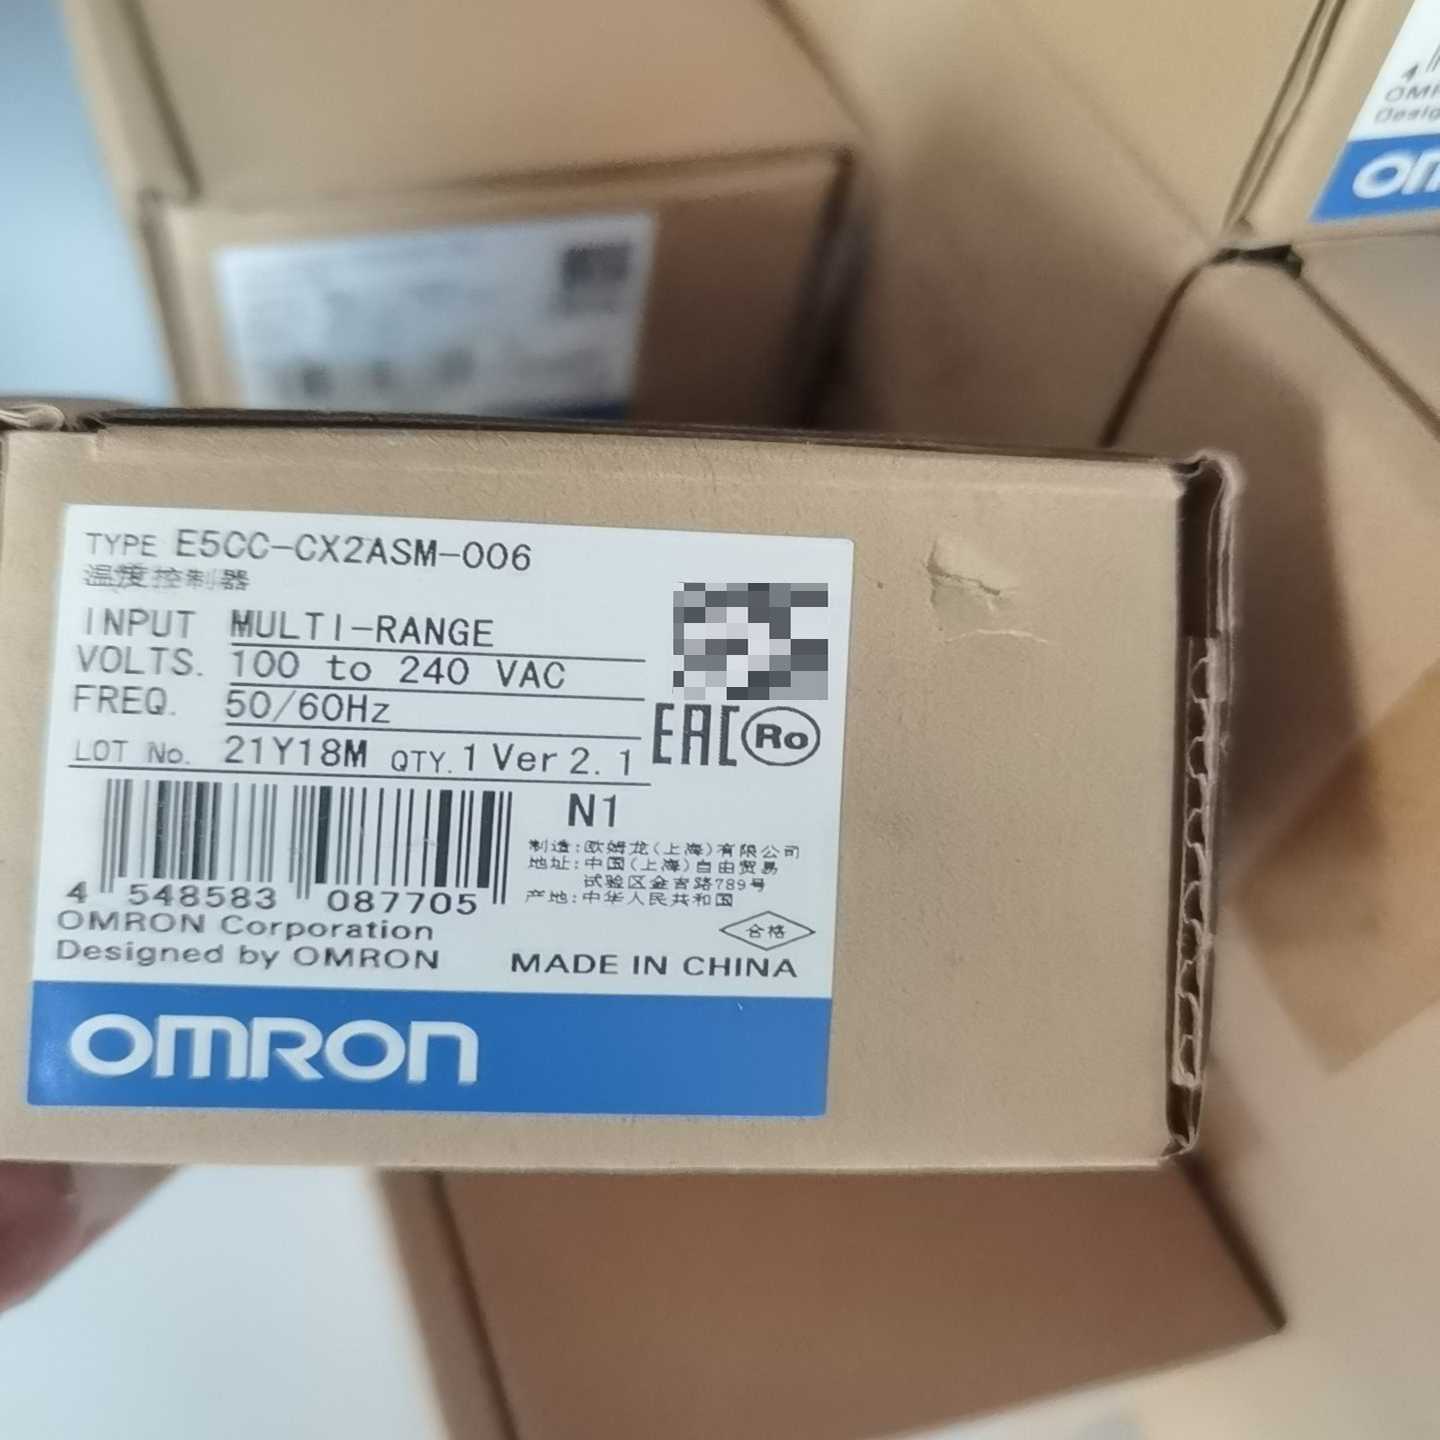 TYPE E5CC-CX2ASM-006
温度控制器
INPUT MULTI-RANGE
VOLTS. 100 to 240 VAC
FREQ. 50/60Hz
LOT No. 21Y18M QTY. 1 Ver 2.1
EAC Ro
N1
4 548583 087705
制造:欧姆龙(上海)有限公司
地址:中国(上海)自由贸易
试验区金吉路789号
产地:中华人民共和国
合格
OMRON Corporation
Designed by OMRON
MADE IN CHINA
OMRON
4
OMR
Desig
OM